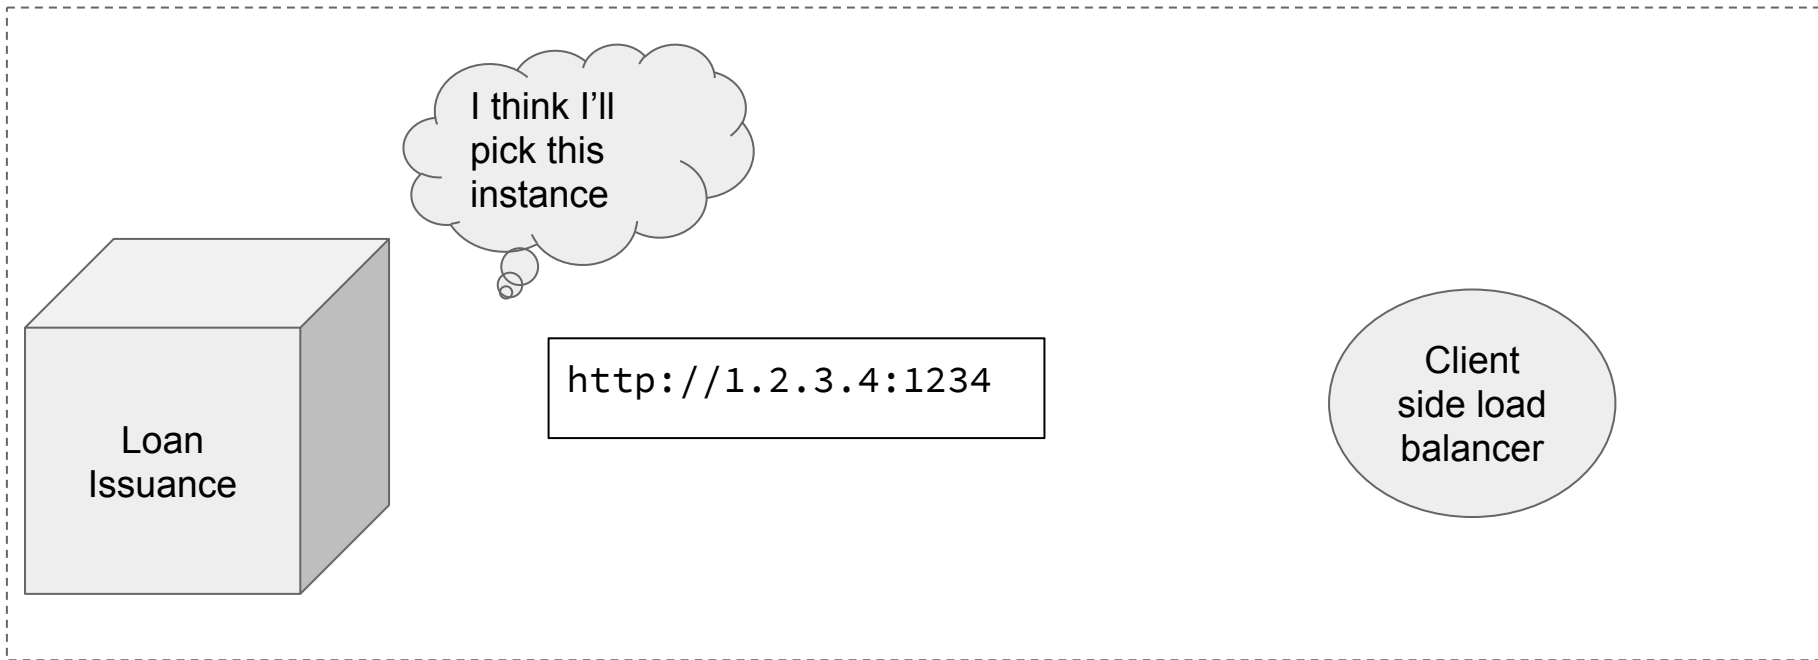 I think I’ll
pick this
instance
http://1.2.3.4:1234
Client
side load
balancer
Loan
Issuance